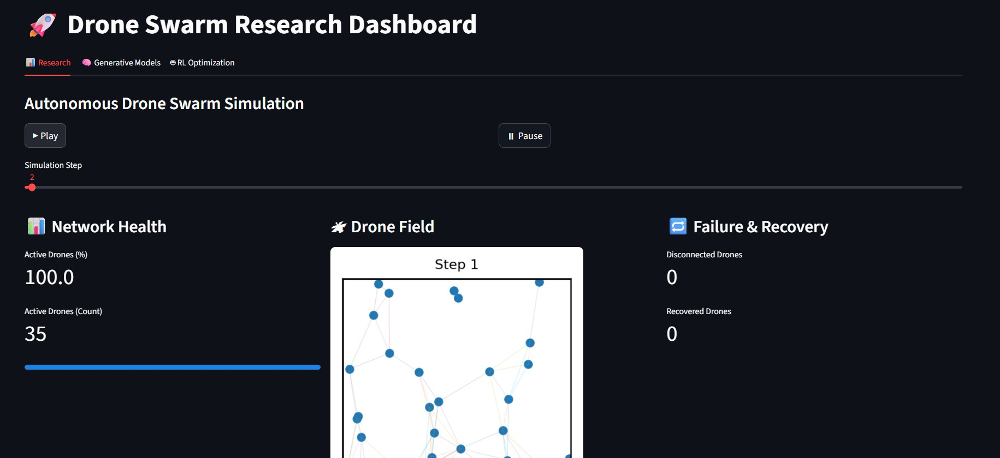 Drone Swarm Research Dashboard
Research
Generative Models
RL Optimization
Autonomous Drone Swarm Simulation
Play
Pause
Simulation Step
2
Network Health
Active Drones (%)
100.0
Active Drones (Count)
35
Drone Field
Step 1
Failure & Recovery
Disconnected Drones
0
Recovered Drones
0